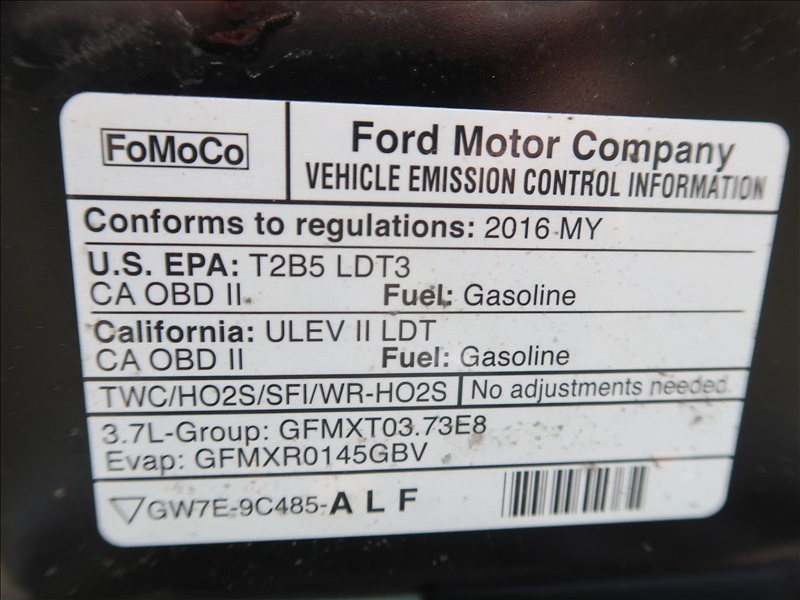 FoMoCo
Ford Motor Company
VEHICLE EMISSION CONTROL INFORMATION
Conforms to regulations: 2016 MY
U.S. EPA: T2B5 LDT3
CA OBD II Fuel: Gasoline
California: ULEV II LDT
CA OBD II Fuel: Gasoline
TWC/HO2S/SFI/WR-HO2S No adjustments needed.
3.7L-Group: GFMXT03.73E8
Evap: GFMXR0145GBV
GW7E-9C485-ALF